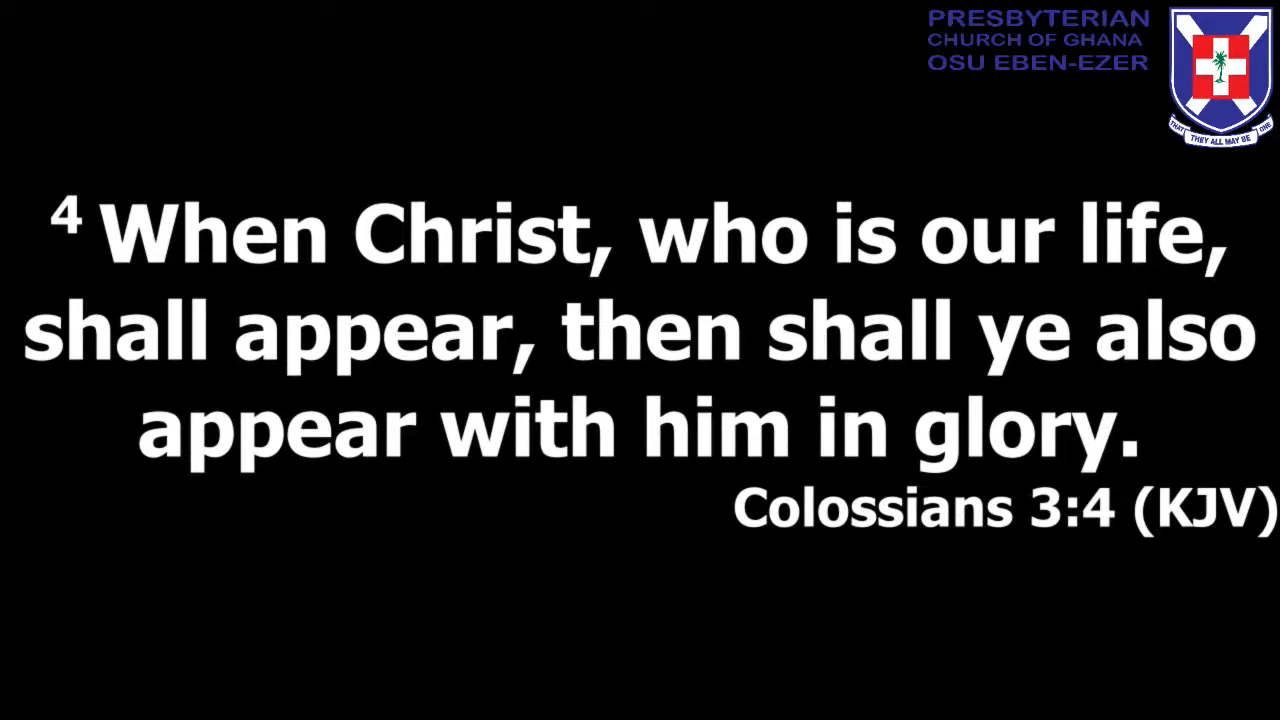 PRESBYTERIAN
CHURCH OF GHANA
OSU EBEN-EZER
THAT THEY ALL MAY BE ONE
4 When Christ, who is our life,
shall appear, then shall ye also
appear with him in glory.
Colossians 3:4 (KJV)